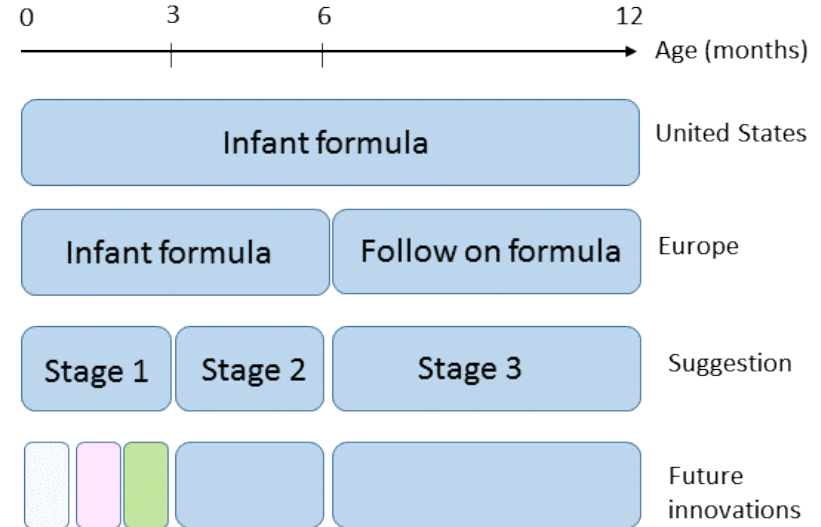 0 3 6 12
Age (months)
Infant formula
United States
Infant formula
Follow on formula
Europe
Stage 1
Stage 2
Stage 3
Suggestion
Future
innovations